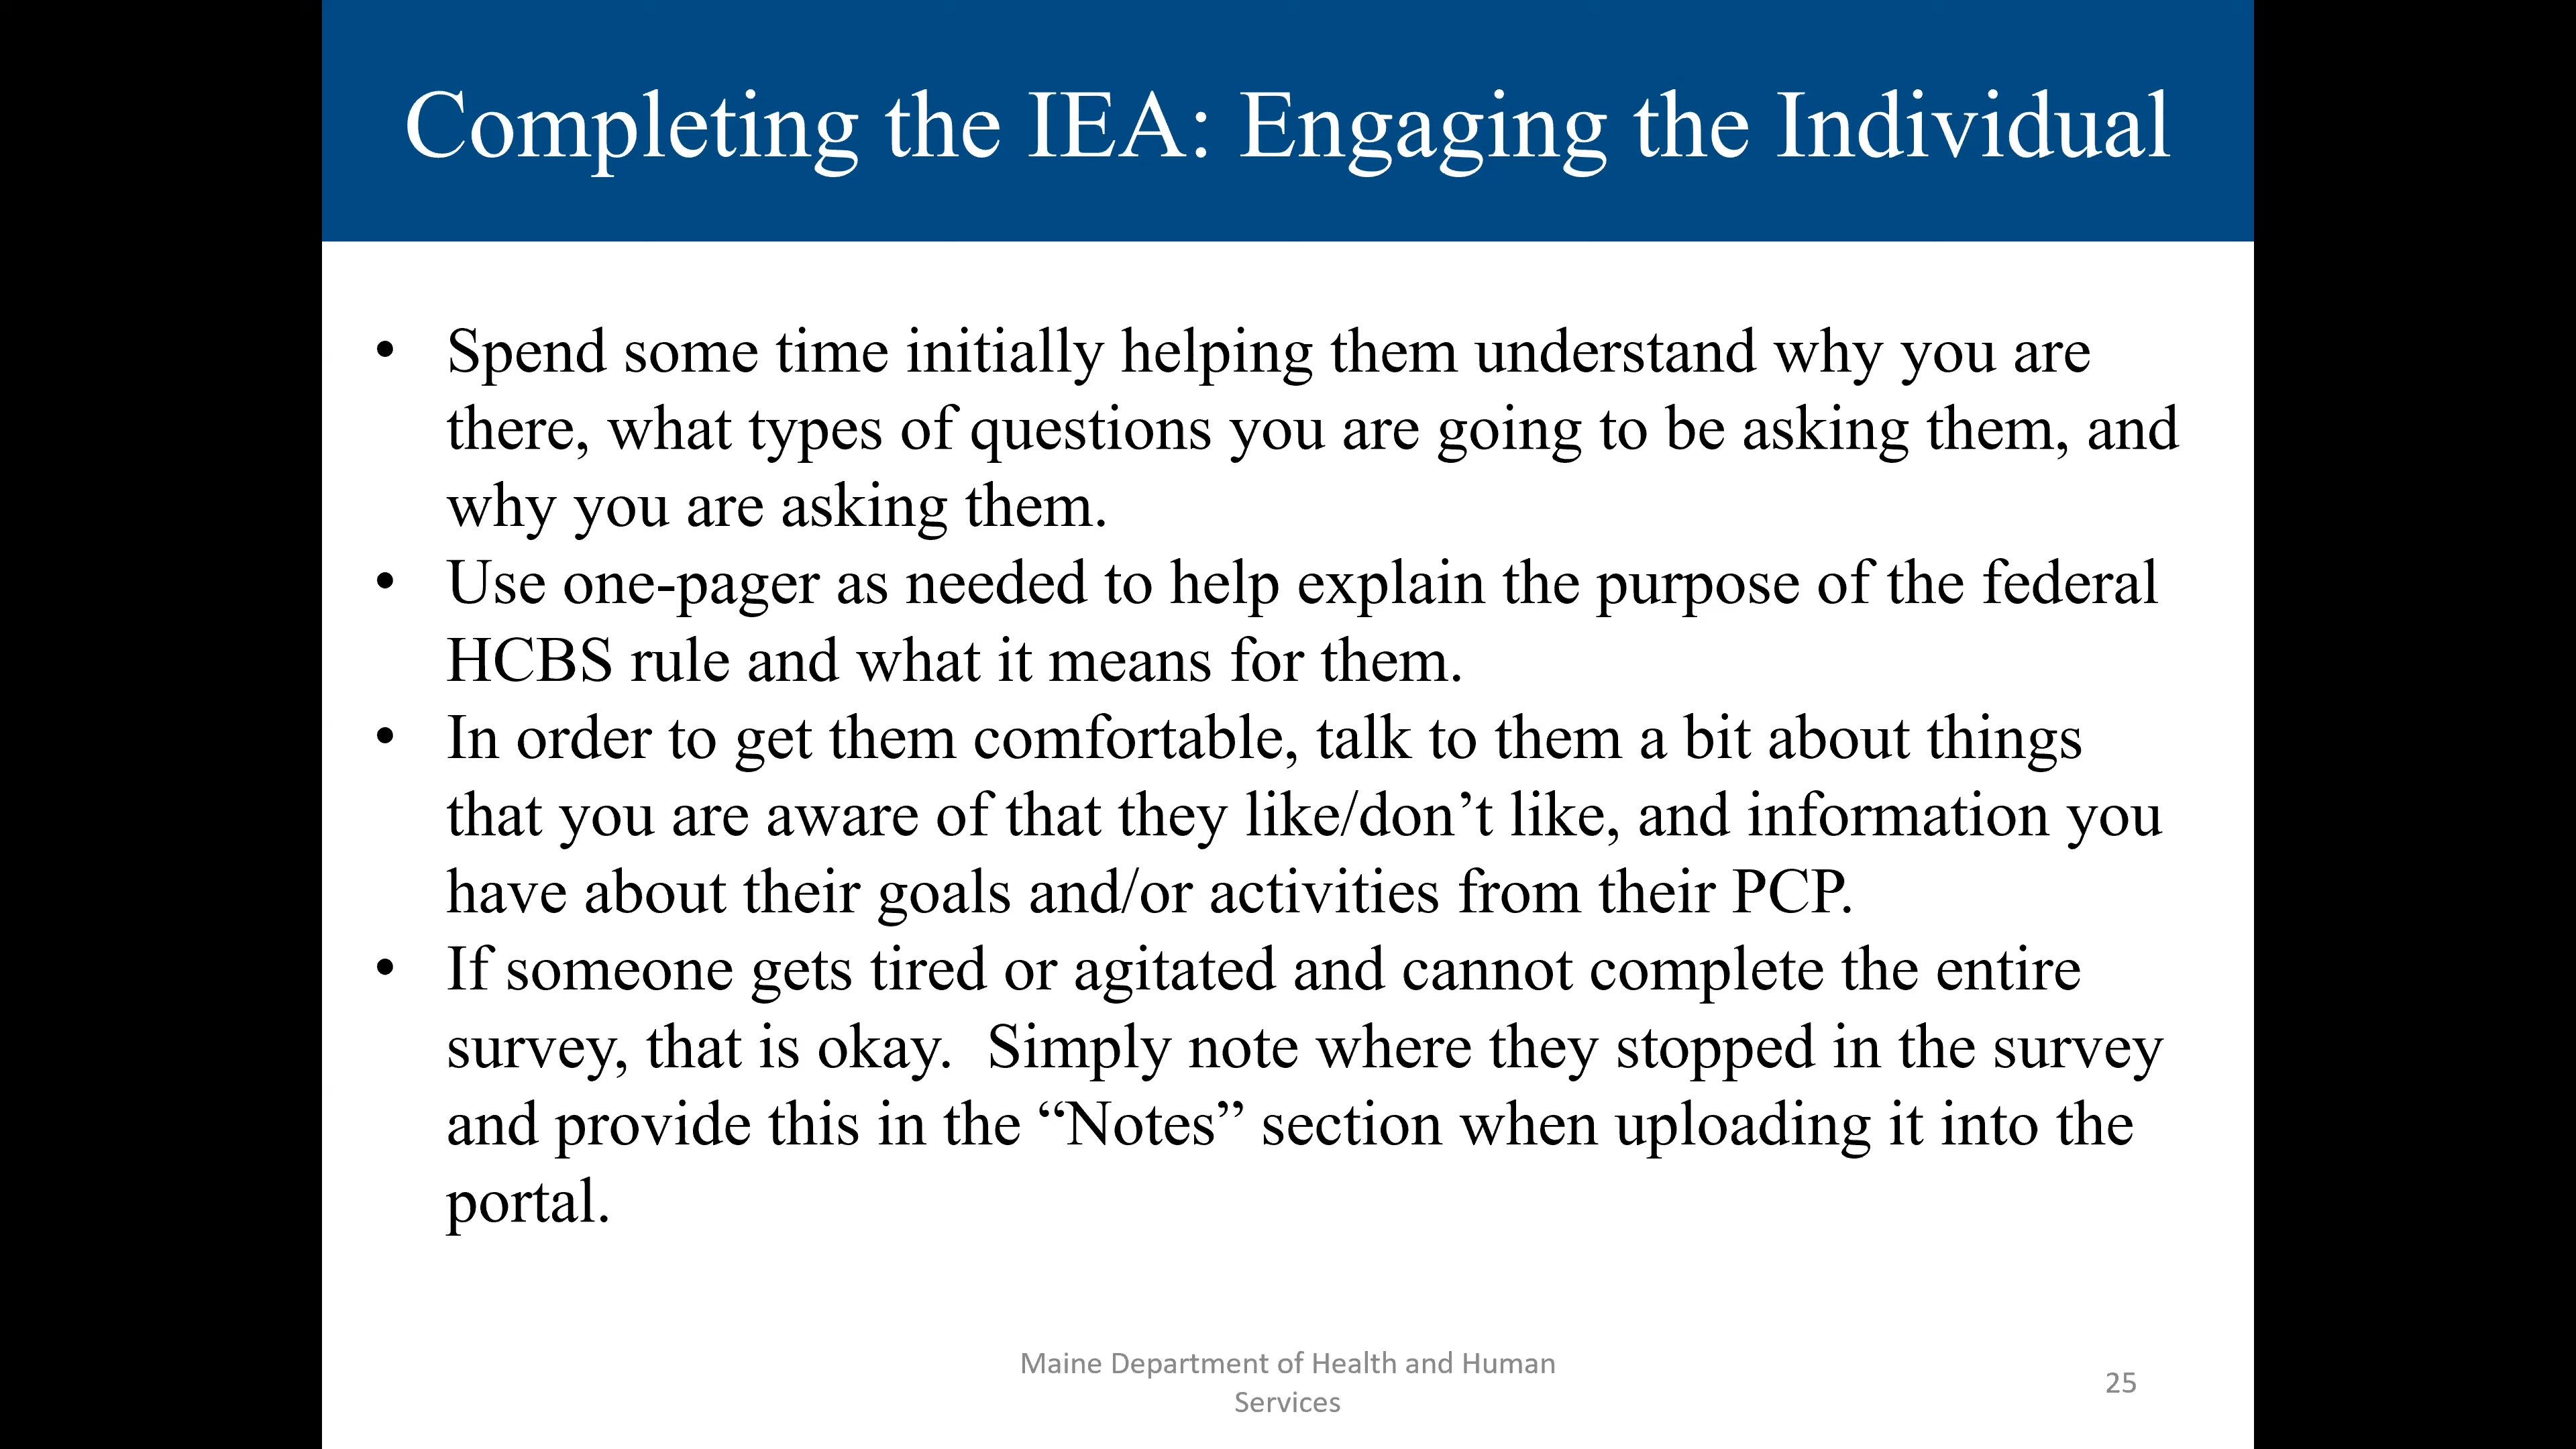 Completing the IEA: Engaging the Individual
• Spend some time initially helping them understand why you are
there, what types of questions you are going to be asking them, and
why you are asking them.
• Use one-pager as needed to help explain the purpose of the federal
HCBS rule and what it means for them.
• In order to get them comfortable, talk to them a bit about things
that you are aware of that they like/don’t like, and information you
have about their goals and/or activities from their PCP.
• If someone gets tired or agitated and cannot complete the entire
survey, that is okay.  Simply note where they stopped in the survey
and provide this in the “Notes” section when uploading it into the
portal.
Maine Department of Health and Human
Services
25